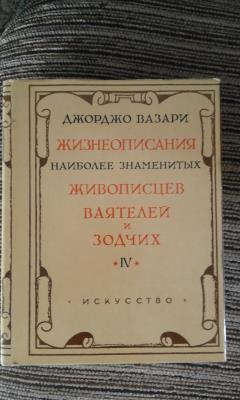 ДЖОРДЖО ВАЗАРИ
ЖИЗНЕОПИСАНИЯ
НАИБОЛЕЕ ЗНАМЕНИТЫХ
ЖИВОПИСЦЕВ
ВАЯТЕЛЕЙ
И
ЗОДЧИХ
* IV *
• ИСКУССТВО •